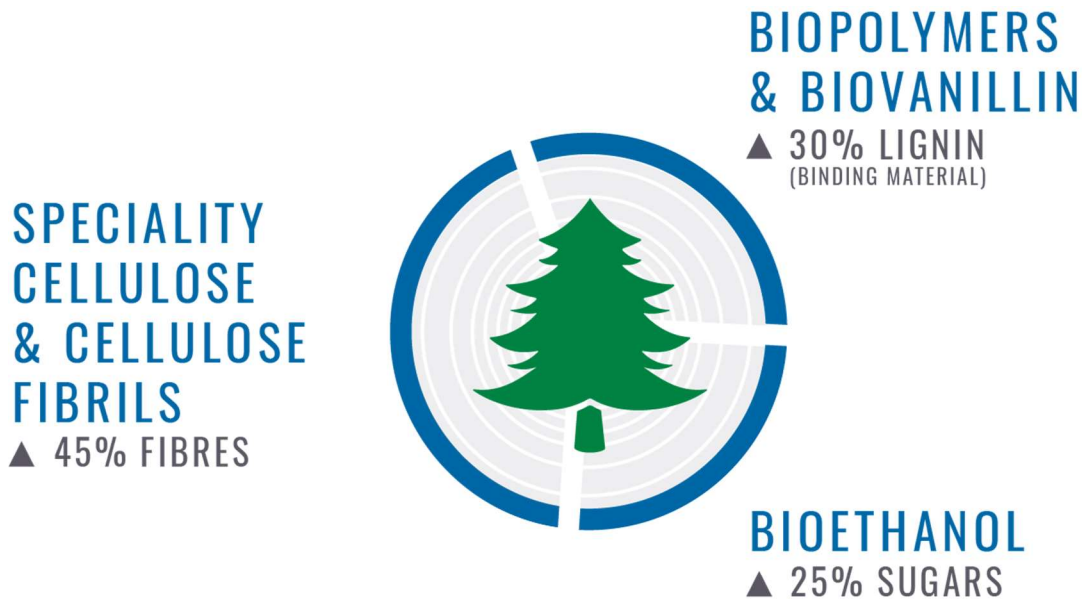 BIOPOLYMERS
& BIOVANILLIN
▲ 30% LIGNIN
(BINDING MATERIAL)
SPECIALITY
CELLULOSE
& CELLULOSE
FIBRILS
▲ 45% FIBRES
BIOETHANOL
▲ 25% SUGARS